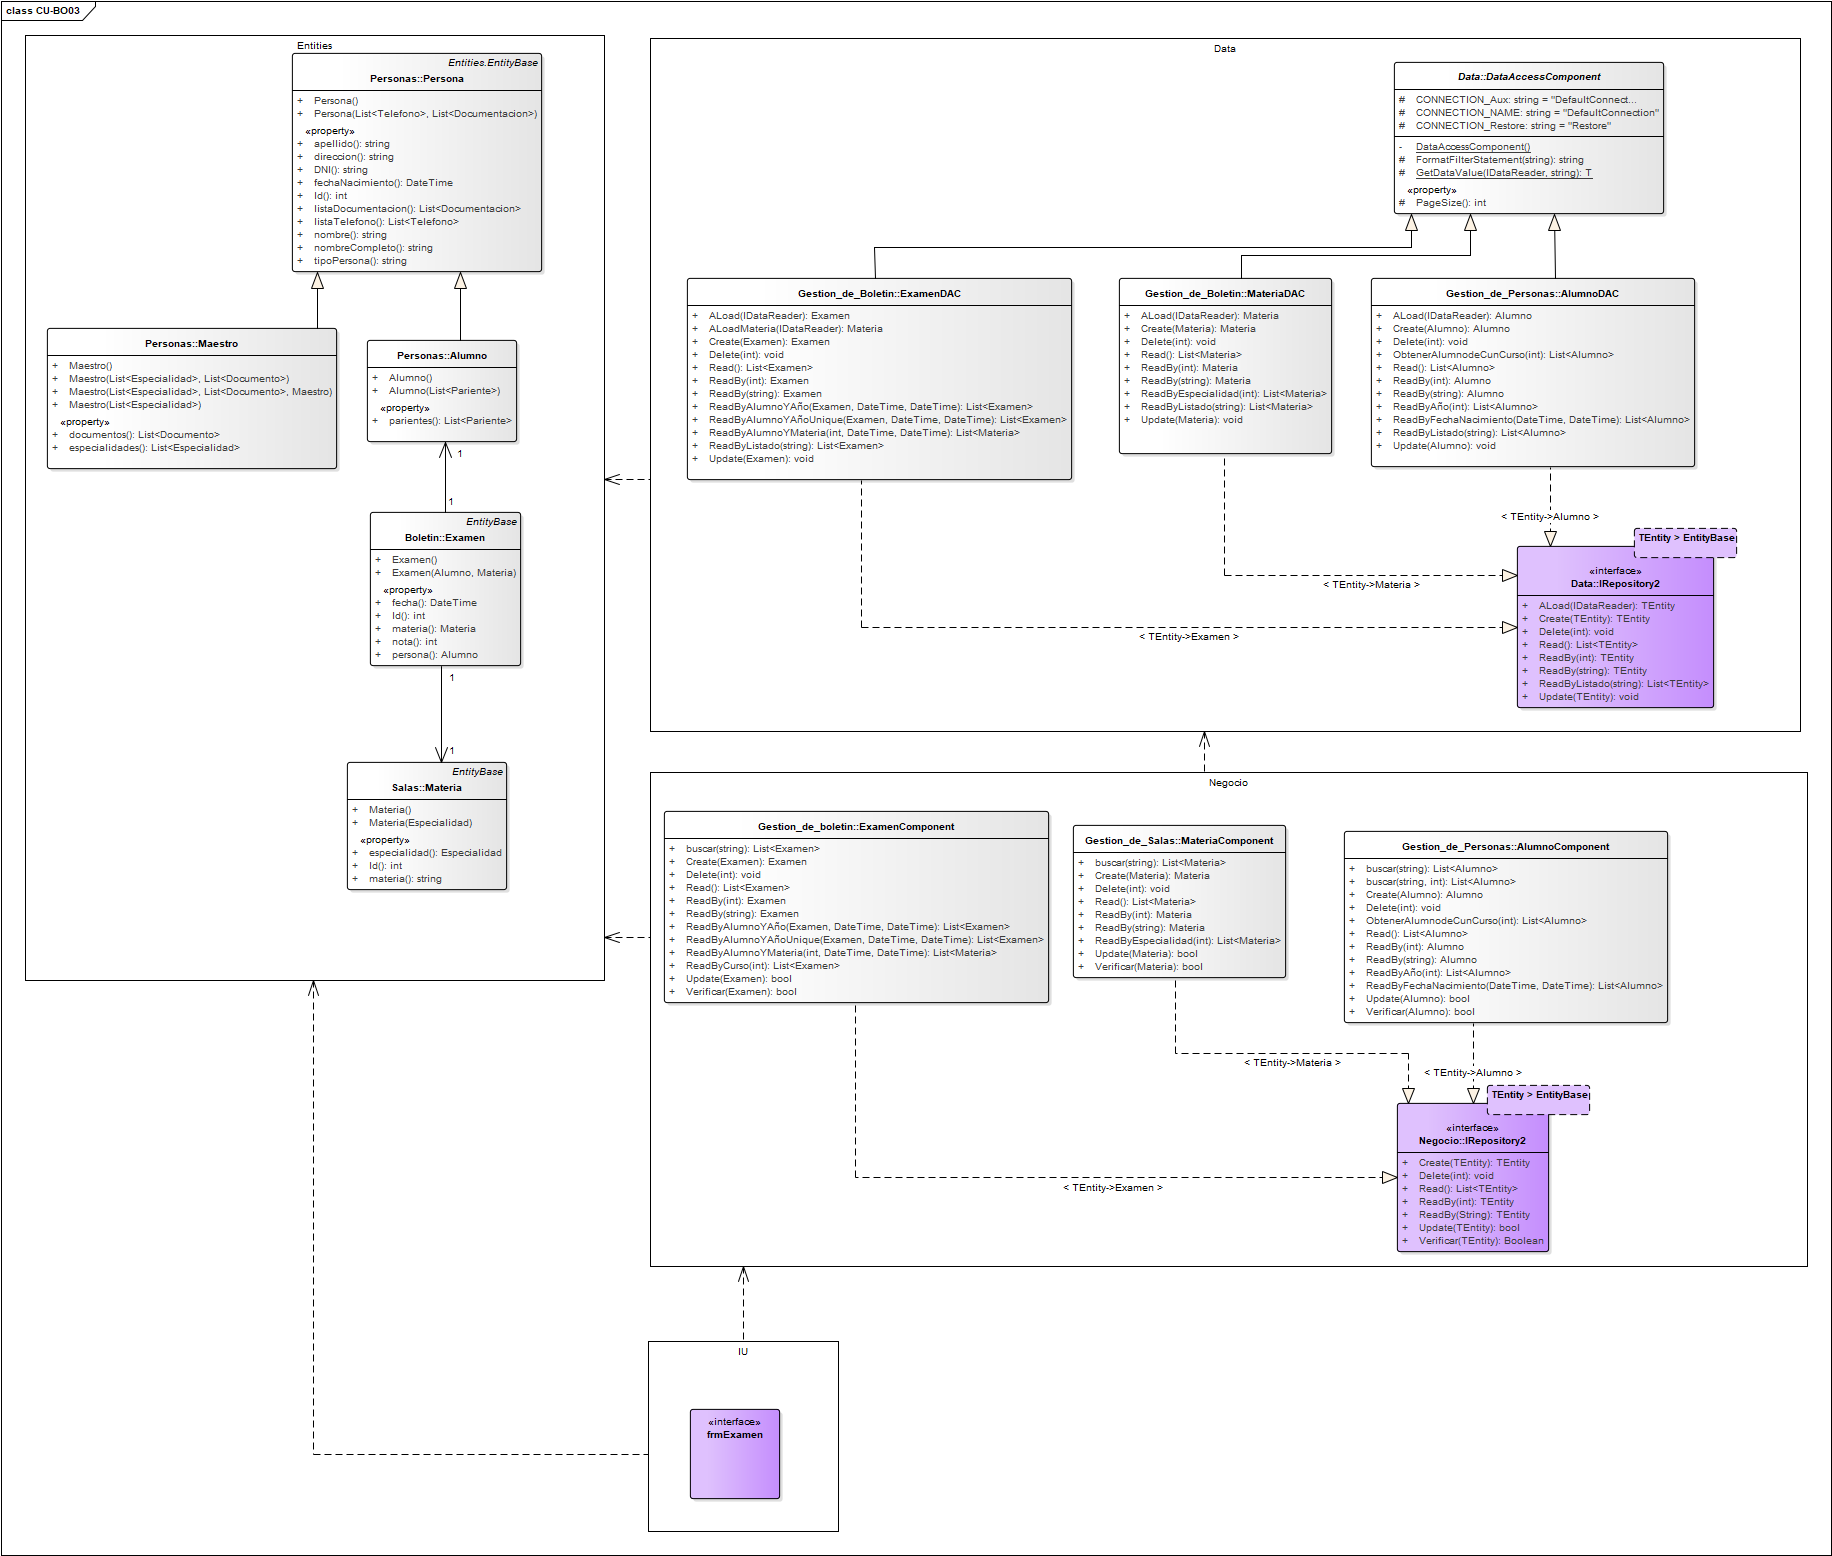 class CU-BO03
Entities
Entities.EntityBase
Personas::Persona
+ Persona()
+ Persona(List<Telefono>, List<Documentacion>)
«property»
+ apellido(): string
+ direccion(): string
+ DNI(): string
+ fechaNacimiento(): DateTime
+ Id(): int
+ listaDocumentacion(): List<Documentacion>
+ listaTelefono(): List<Telefono>
+ nombre(): string
+ nombreCompleto(): string
+ tipoPersona(): string
Personas::Maestro
+ Maestro()
+ Maestro(List<Especialidad>, List<Documento>)
+ Maestro(List<Especialidad>, List<Documento>, Maestro)
+ Maestro(List<Especialidad>)
«property»
+ documentos(): List<Documento>
+ especialidades(): List<Especialidad>
Personas::Alumno
+ Alumno()
+ Alumno(List<Pariente>)
«property»
+ parientes(): List<Pariente>
1
1
EntityBase
Boletin::Examen
+ Examen()
+ Examen(Alumno, Materia)
«property»
+ fecha(): DateTime
+ Id(): int
+ materia(): Materia
+ nota(): int
+ persona(): Alumno
1
1
EntityBase
Salas::Materia
+ Materia()
+ Materia(Especialidad)
«property»
+ especialidad(): Especialidad
+ Id(): int
+ materia(): string
Data
Data::DataAccessComponent
# CONNECTION_Aux: string = "DefaultConnect...
# CONNECTION_NAME: string = "DefaultConnection"
# CONNECTION_Restore: string = "Restore"
- DataAccessComponent()
# FormatFilterStatement(string): string
# GetDataValue(IDataReader, string): T
«property»
# PageSize(): int
Gestion_de_Boletin::ExamenDAC
+ ALoad(IDataReader): Examen
+ ALoadMateria(IDataReader): Materia
+ Create(Examen): Examen
+ Delete(int): void
+ Read(): List<Examen>
+ ReadBy(int): Examen
+ ReadBy(string): Examen
+ ReadByAlumnoYAño(Examen, DateTime, DateTime): List<Examen>
+ ReadByAlumnoYAñoUnique(Examen, DateTime, DateTime): List<Examen>
+ ReadByAlumnoYMateria(int, DateTime, DateTime): List<Materia>
+ ReadByListado(string): List<Examen>
+ Update(Examen): void
Gestion_de_Boletin::MateriaDAC
+ ALoad(IDataReader): Materia
+ Create(Materia): Materia
+ Delete(int): void
+ Read(): List<Materia>
+ ReadBy(int): Materia
+ ReadBy(string): Materia
+ ReadByEspecialidad(int): List<Materia>
+ ReadByListado(string): List<Materia>
+ Update(Materia): void
Gestion_de_Personas::AlumnoDAC
+ ALoad(IDataReader): Alumno
+ Create(Alumno): Alumno
+ Delete(int): void
+ ObtenerAlumnodeCunCurso(int): List<Alumno>
+ Read(): List<Alumno>
+ ReadBy(int): Alumno
+ ReadBy(string): Alumno
+ ReadByAño(int): List<Alumno>
+ ReadByFechaNacimiento(DateTime, DateTime): List<Alumno>
+ ReadByListado(string): List<Alumno>
+ Update(Alumno): void
< TEntity->Alumno >
< TEntity->Materia >
< TEntity->Examen >
TEntity > EntityBase
«interface»
Data::IRepository2
+ ALoad(IDataReader): TEntity
+ Create(TEntity): TEntity
+ Delete(int): void
+ Read(): List<TEntity>
+ ReadBy(int): TEntity
+ ReadBy(string): TEntity
+ ReadByListado(string): List<TEntity>
+ Update(TEntity): void
Negocio
Gestion_de_boletin::ExamenComponent
+ buscar(string): List<Examen>
+ Create(Examen): Examen
+ Delete(int): void
+ Read(): List<Examen>
+ ReadBy(int): Examen
+ ReadBy(string): Examen
+ ReadByAlumnoYAño(Examen, DateTime, DateTime): List<Examen>
+ ReadByAlumnoYAñoUnique(Examen, DateTime, DateTime): List<Examen>
+ ReadByAlumnoYMateria(int, DateTime, DateTime): List<Materia>
+ ReadByCurso(int): List<Examen>
+ Update(Examen): bool
+ Verificar(Examen): bool
Gestion_de_Salas::MateriaComponent
+ buscar(string): List<Materia>
+ Create(Materia): Materia
+ Delete(int): void
+ Read(): List<Materia>
+ ReadBy(int): Materia
+ ReadBy(string): Materia
+ ReadByEspecialidad(int): List<Materia>
+ Update(Materia): bool
+ Verificar(Materia): bool
Gestion_de_Personas::AlumnoComponent
+ buscar(string): List<Alumno>
+ buscar(string, int): List<Alumno>
+ Create(Alumno): Alumno
+ Delete(int): void
+ ObtenerAlumnodeCunCurso(int): List<Alumno>
+ Read(): List<Alumno>
+ ReadBy(int): Alumno
+ ReadBy(string): Alumno
+ ReadByAño(int): List<Alumno>
+ ReadByFechaNacimiento(DateTime, DateTime): List<Alumno>
+ Update(Alumno): bool
+ Verificar(Alumno): bool
< TEntity->Materia >
< TEntity->Alumno >
< TEntity->Examen >
TEntity > EntityBase
«interface»
Negocio::IRepository2
+ Create(TEntity): TEntity
+ Delete(int): void
+ Read(): List<TEntity>
+ ReadBy(int): TEntity
+ ReadBy(String): TEntity
+ Update(TEntity): bool
+ Verificar(TEntity): Boolean
IU
«interface»
frmExamen